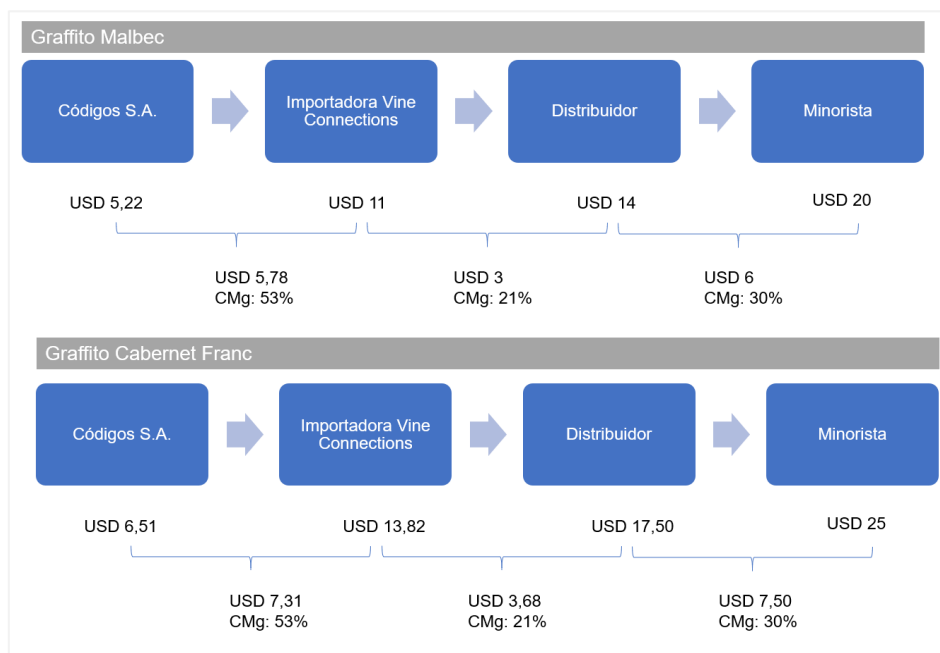 Graffito Malbec
Códigos S.A.
Importadora Vine
Connections
Distribuidor
Minorista
USD 5,22
USD 11
USD 14
USD 20
USD 5,78
CMg: 53%
USD 3
CMg: 21%
USD 6
CMg: 30%
Graffito Cabernet Franc
Códigos S.A.
Importadora Vine
Connections
Distribuidor
Minorista
USD 6,51
USD 13,82
USD 17,50
USD 25
USD 7,31
CMg: 53%
USD 3,68
CMg: 21%
USD 7,50
CMg: 30%